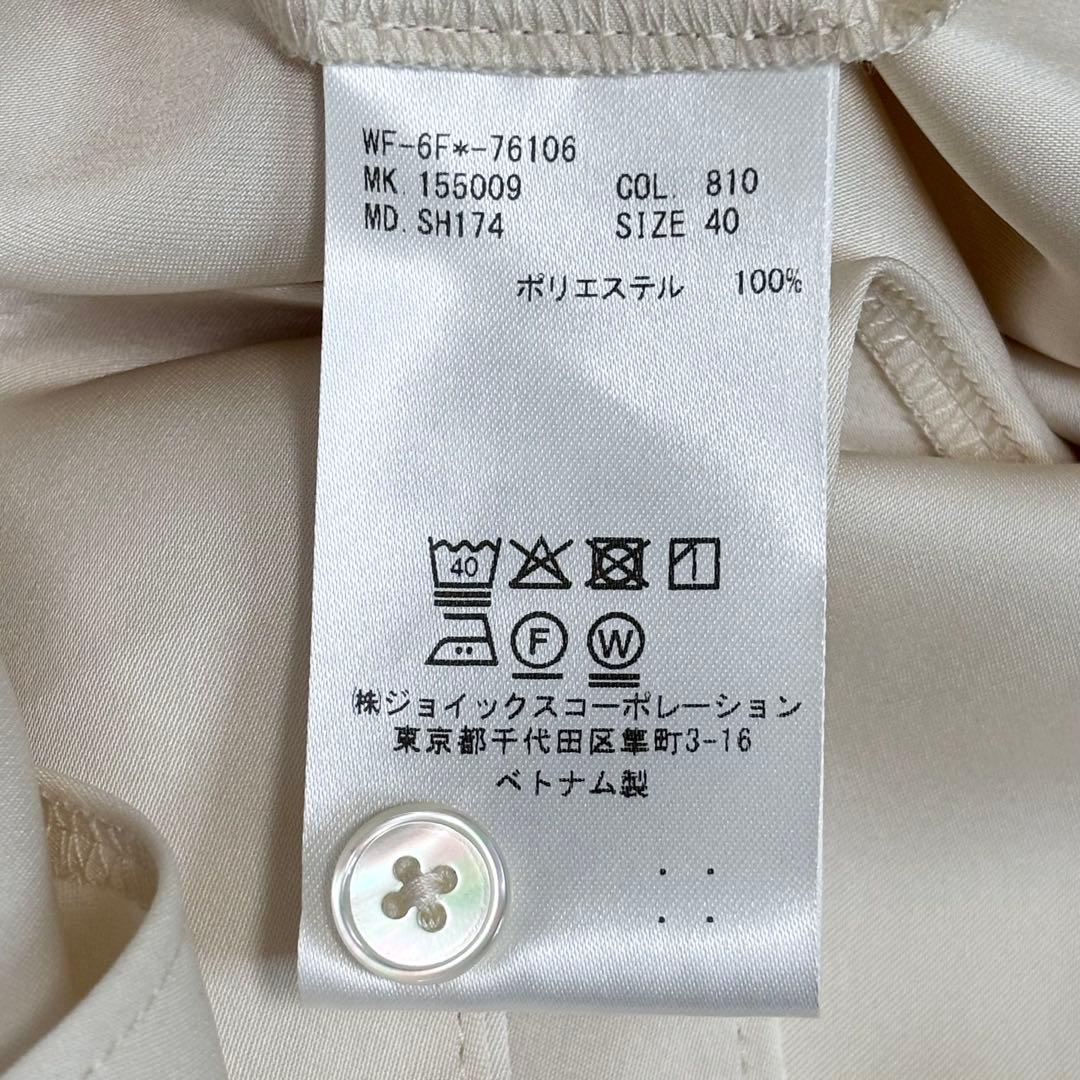 WF-6F*-76106
MK. 155009 COL. 810
MD. SH174 SIZE 40
ポリエステル 100%
40
F W
㈱ジョイックスコーポレーション
東京都千代田区隼町3-16
ベトナム製